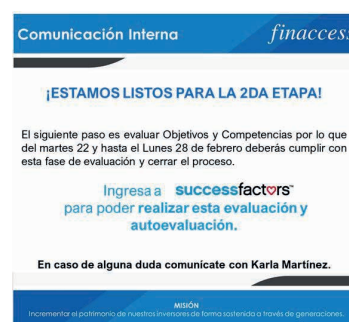 Comunicación Interna
finaccess
¡ESTAMOS LISTOS PARA LA 2DA ETAPA!
El siguiente paso es evaluar Objetivos y Competencias por lo que
del martes 22 y hasta el Lunes 28 de febrero deberás cumplir con
esta fase de evaluación y cerrar el proceso.
Ingresa a successfactors™
para poder realizar esta evaluación y
autoevaluación.
En caso de alguna duda comunícate con Karla Martínez.
MISIÓN
Incrementar el patrimonio de nuestros inversores de forma sostenida a través de generaciones.